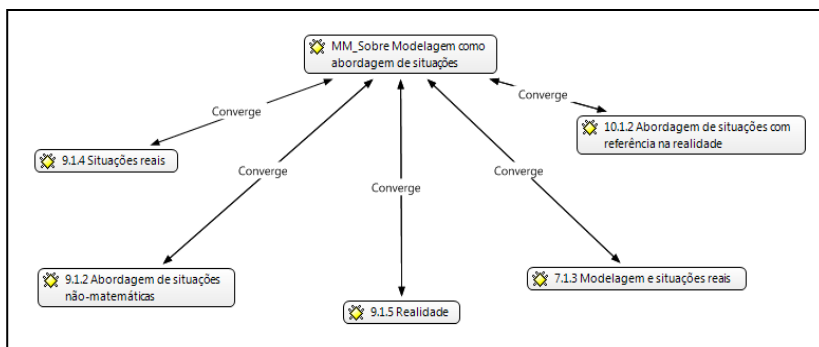 MM_Sobre Modelagem como
abordagem de situações
Converge
Converge
10.1.2 Abordagem de situações com
referência na realidade
9.1.4 Situações reais
Converge
Converge
Converge
9.1.2 Abordagem de situações
não-matemáticas
7.1.3 Modelagem e situações reais
9.1.5 Realidade